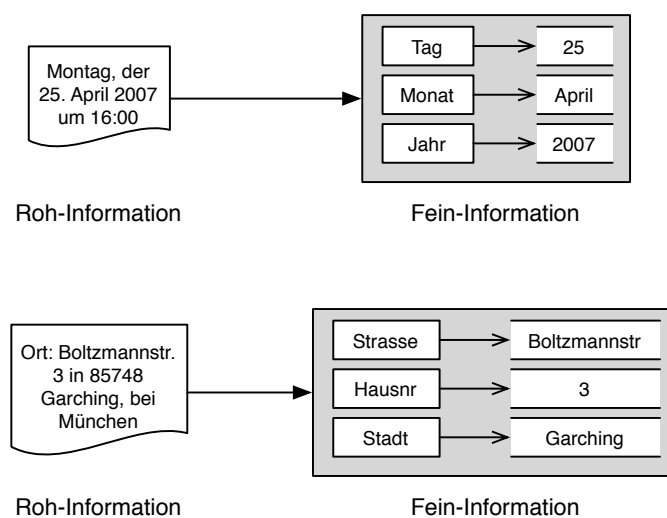 Montag, der
25. April 2007
um 16:00
Tag
25
Monat
April
Jahr
2007
Roh-Information
Fein-Information
Ort: Boltzmannstr.
3 in 85748
Garching, bei
München
Strasse
Boltzmannstr
Hausnr
3
Stadt
Garching
Roh-Information
Fein-Information